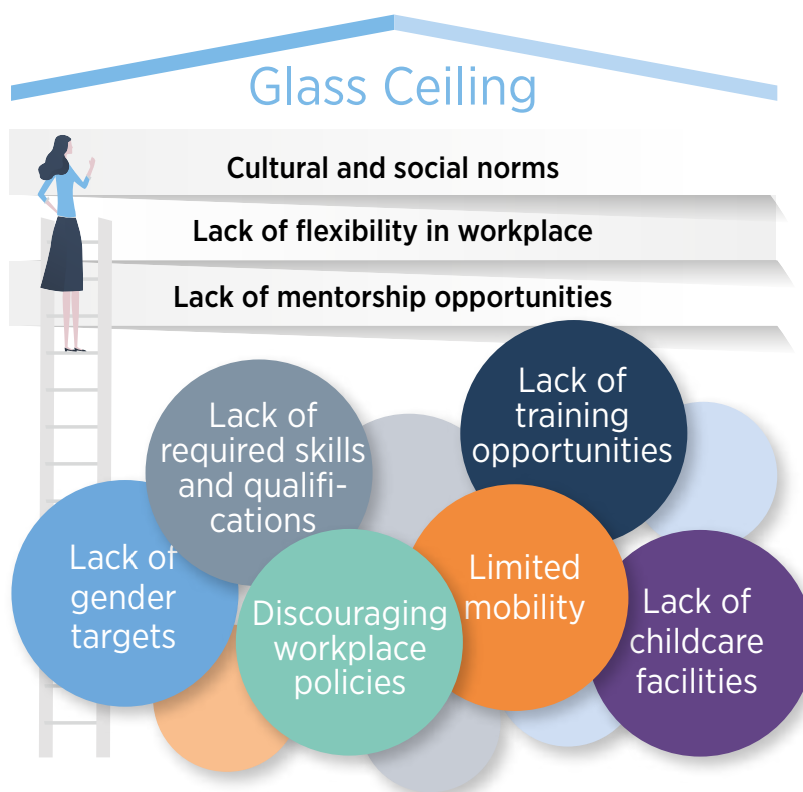 Glass Ceiling
Cultural and social norms
Lack of flexibility in workplace
Lack of mentorship opportunities
Lack of
training
opportunities
Lack of
required skills
and qualifi-
cations
Lack of
gender
targets
Discouraging
workplace
policies
Limited
mobility
Lack of
childcare
facilities